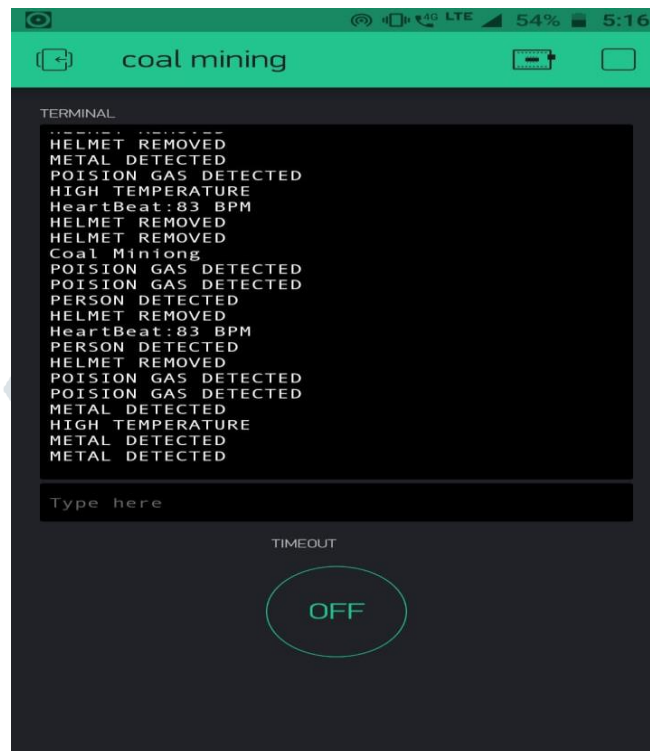 4G LTE 54% 5:16
coal mining
TERMINAL
HELMET REMOVED
METAL DETECTED
POISION GAS DETECTED
HIGH TEMPERATURE
HeartBeat:83 BPM
HELMET REMOVED
HELMET REMOVED
Coal Miniong
POISION GAS DETECTED
POISION GAS DETECTED
PERSON DETECTED
HELMET REMOVED
HeartBeat:83 BPM
PERSON DETECTED
HELMET REMOVED
POISION GAS DETECTED
POISION GAS DETECTED
METAL DETECTED
HIGH TEMPERATURE
METAL DETECTED
METAL DETECTED
Type here
TIMEOUT
OFF